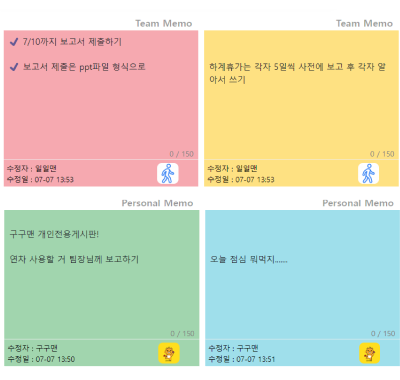 Team Memo
7/10까지 보고서 제출하기
보고서 제출은 ppt파일 형식으로
0 / 150
수정자 : 일일맨
수정일 : 07-07 13:53
Team Memo
하계휴가는 각자 5일씩 사전에 보고 후 각자 알
아서 쓰기
0 / 150
수정자 : 일일맨
수정일 : 07-07 13:53
Personal Memo
구구맨 개인전용게시판!
연차 사용할 거 팀장님께 보고하기
0 / 150
수정자 : 구구맨
수정일 : 07-07 13:50
Personal Memo
오늘 점심 뭐먹지......
0 / 150
수정자 : 구구맨
수정일 : 07-07 13:51